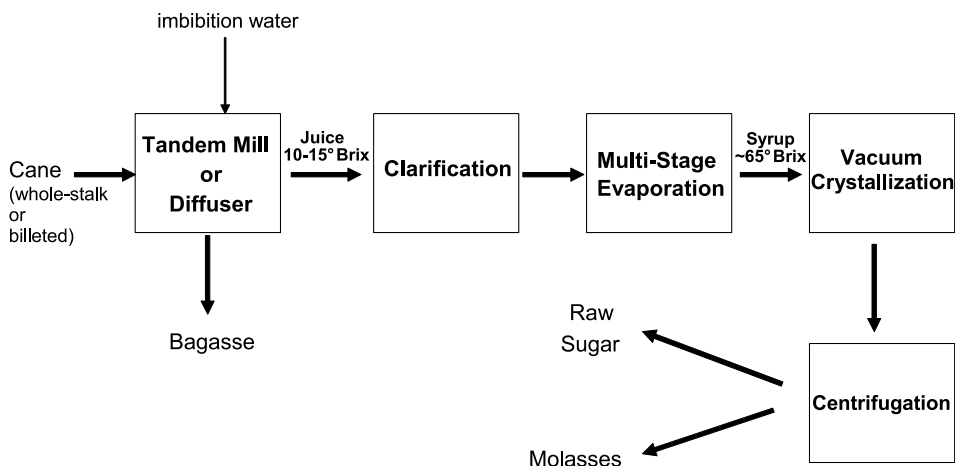 imbibition water
Cane
(whole-stalk
or
billeted)
Tandem Mill
or
Diffuser
Juice
10-15° Brix
Clarification
Multi-Stage
Evaporation
Syrup
~65° Brix
Vacuum
Crystallization
Bagasse
Raw
Sugar
Centrifugation
Molasses